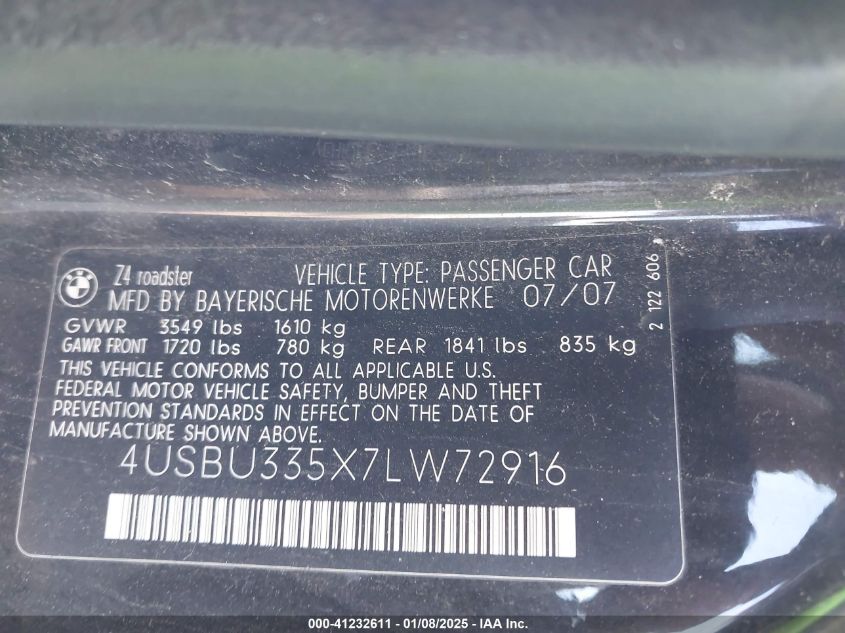 Z4 roadster VEHICLE TYPE: PASSENGER CAR
MFD BY BAYERISCHE MOTORENWERKE 07/07
GVWR 3549 lbs 1610 kg
GAWR FRONT 1720 lbs 780 kg REAR 1841 lbs 835 kg
THIS VEHICLE CONFORMS TO ALL APPLICABLE U.S.
FEDERAL MOTOR VEHICLE SAFETY, BUMPER AND THEFT
PREVENTION STANDARDS IN EFFECT ON THE DATE OF
MANUFACTURE SHOWN ABOVE.
4USBU335X7LW72916
2 122 606
000-41232611 - 01/08/2025 - IAA Inc.